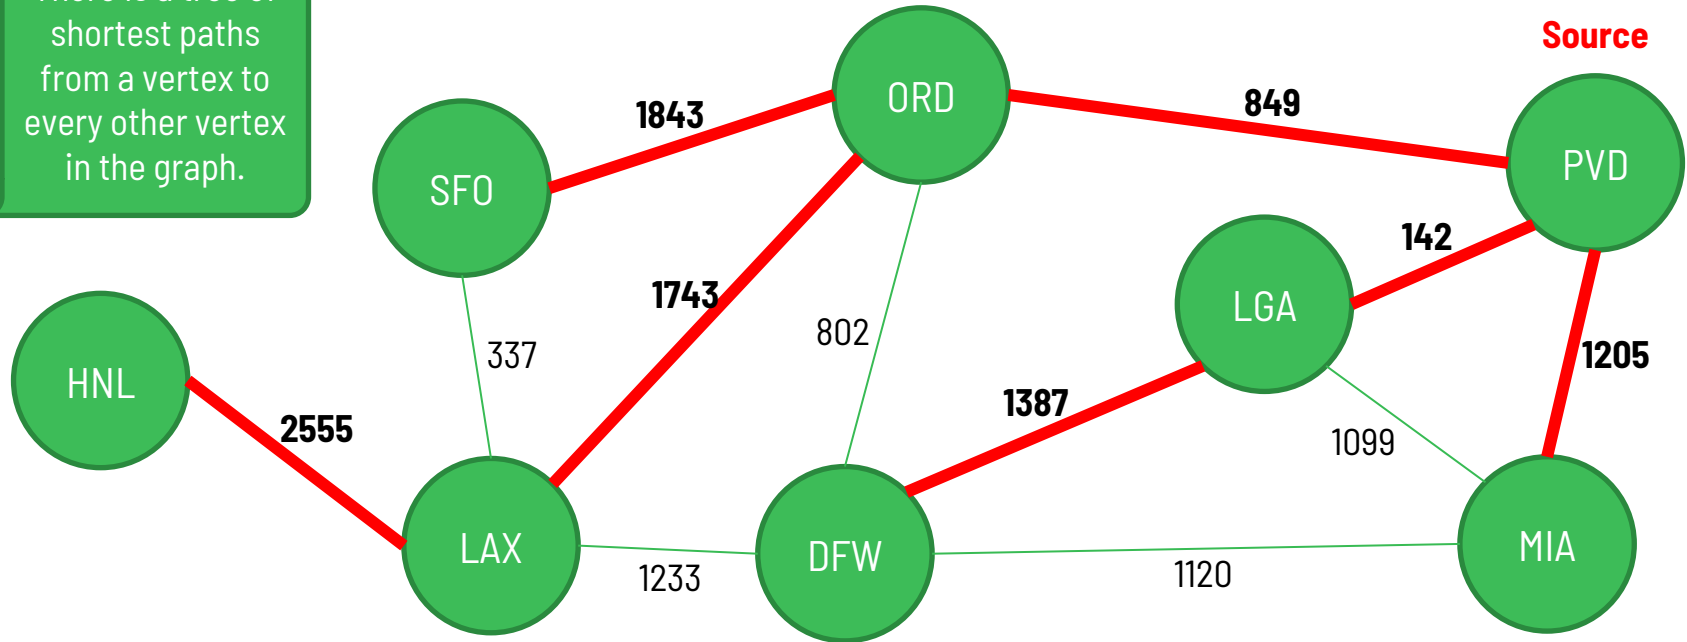 shortest paths
from a vertex to
every other vertex
in the graph.
Source
ORD
849
1843
PVD
SFO
142
1743
LGA
802
337
1205
HNL
1387
2555
1099
LAX
DFW
MIA
1233
1120